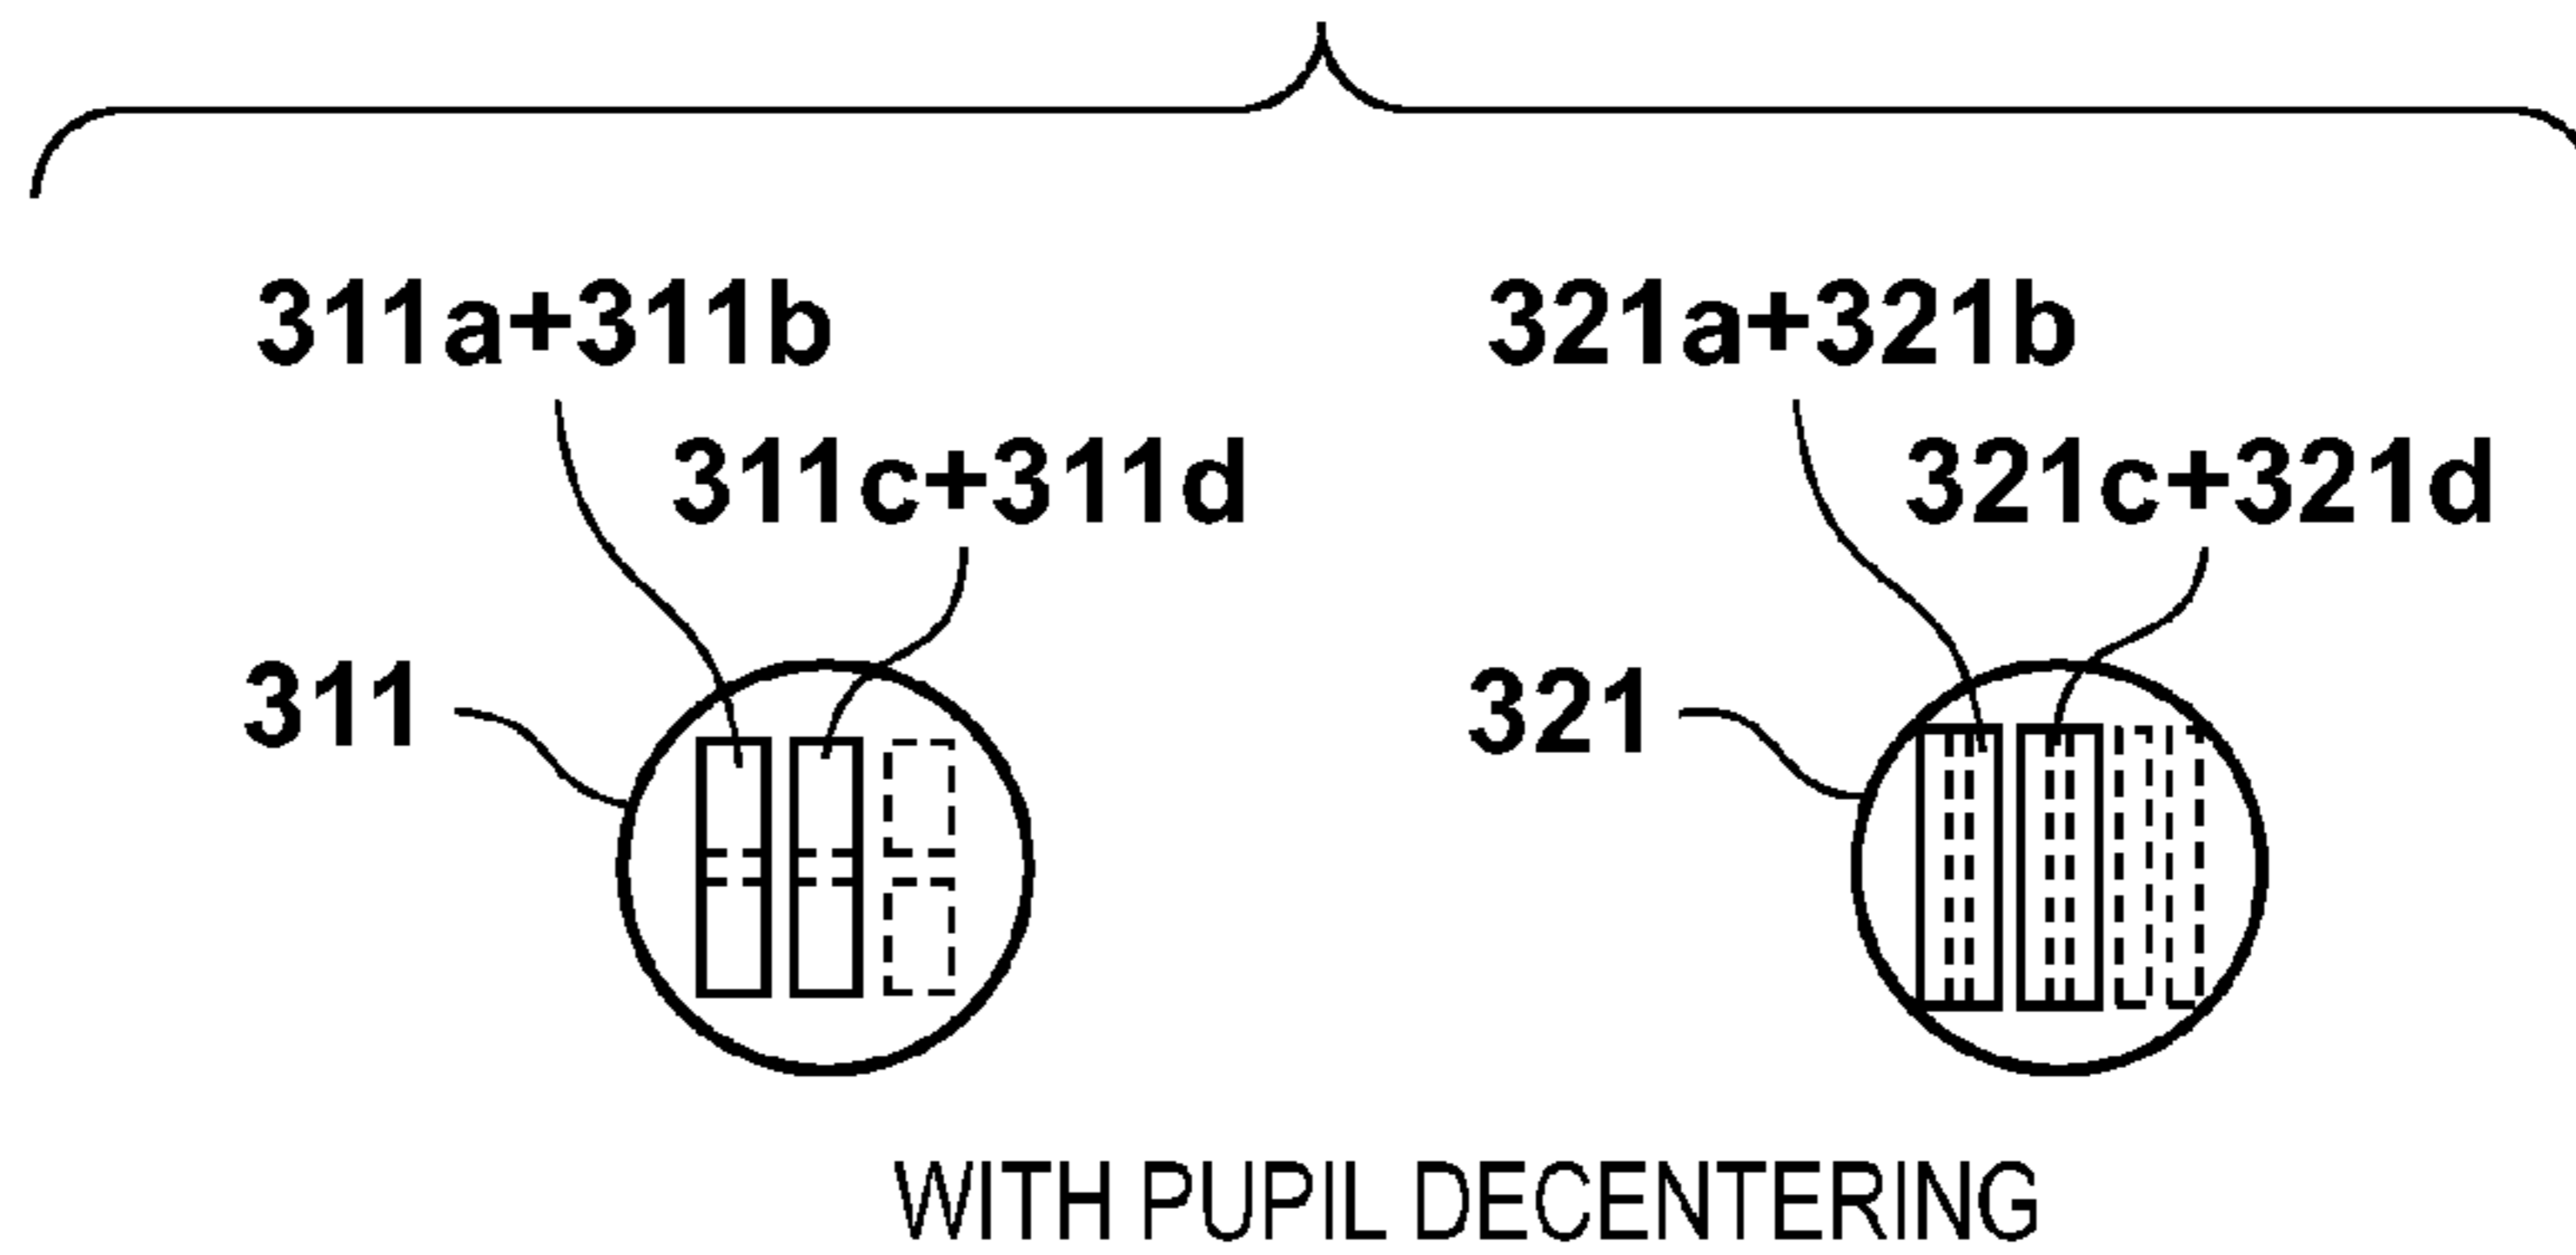 311a+311b
311c+311d
311
321a+321b
321c+321d
321
WITH PUPIL DECENTERING